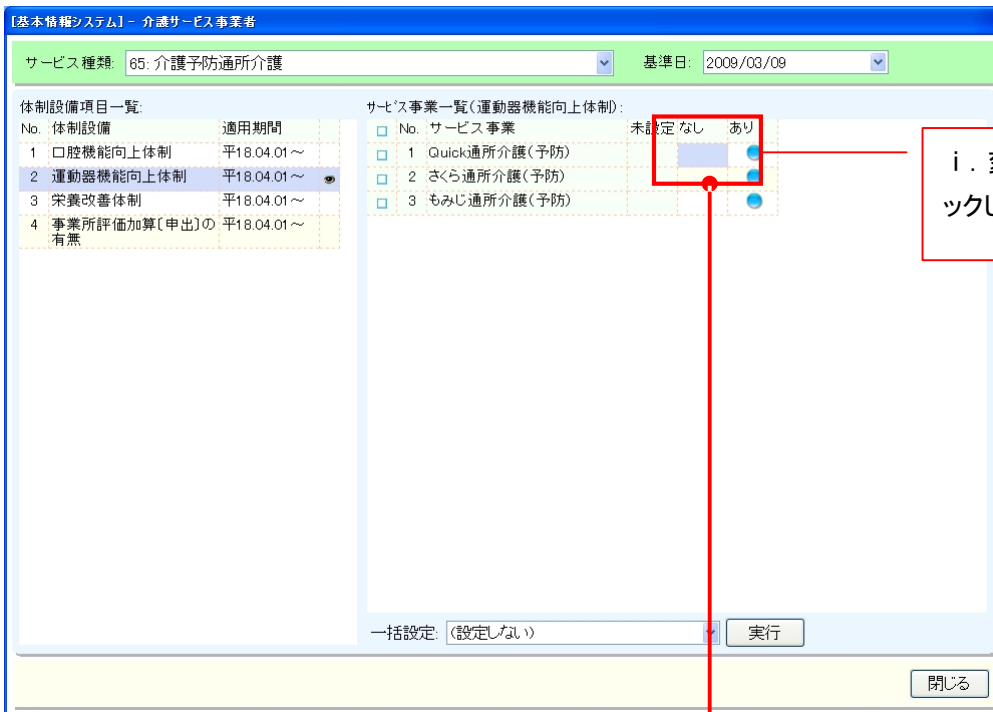 [基本情報システム] - 介護サービス事業者
サービス種類: 65: 介護予防通所介護 基準日: 2009/03/09
体制設備項目一覧:
No. 体制設備 適用期間
1 口腔機能向上体制 平18.04.01～
2 運動器機能向上体制 平18.04.01～
3 栄養改善体制 平18.04.01～
4 事業所評価加算〔申出〕の 平18.04.01～
有無
サービス事業一覧(運動器機能向上体制):
No. サービス事業 未設定 なし あり
1 Quick通所介護(予防)
2 さくら通所介護(予防)
3 もみじ通所介護(予防)
一括設定: (設定しない) 実行
閉じる
ⅰ.
ックし